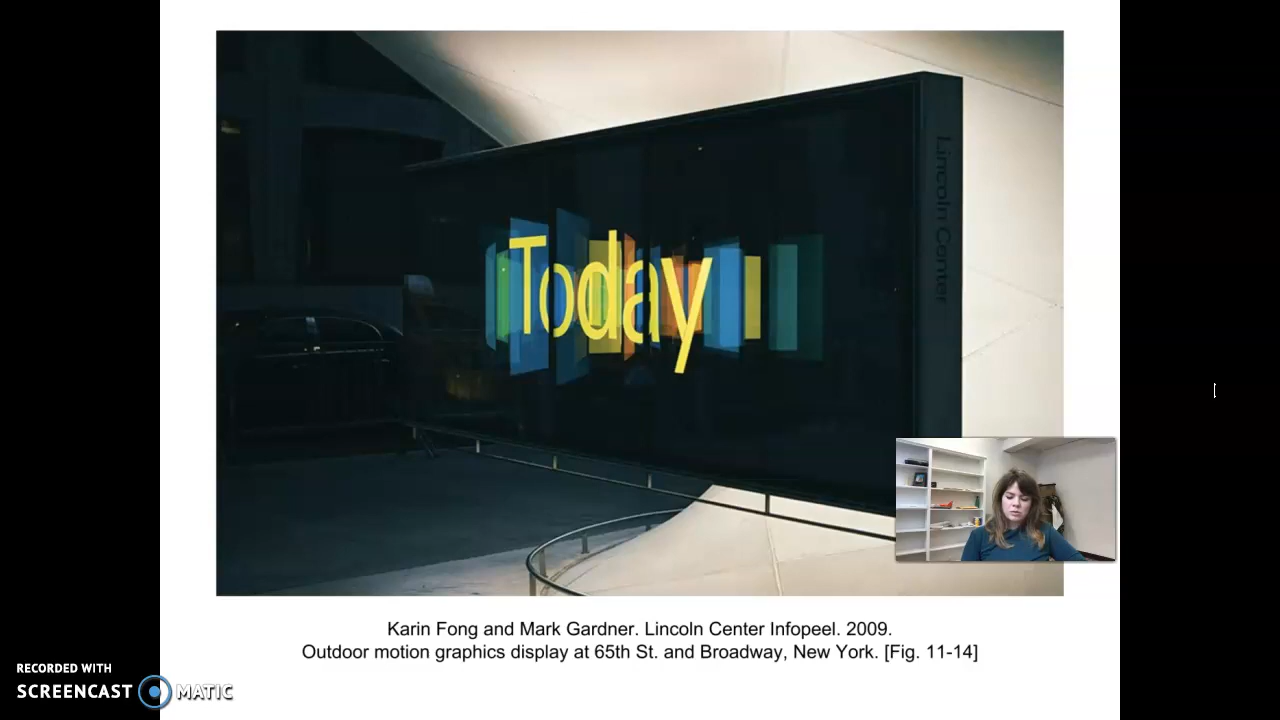 Lincoln Center
Today
Karin Fong and Mark Gardner. Lincoln Center Infopeel. 2009.
Outdoor motion graphics display at 65th St. and Broadway, New York. [Fig. 11-14]
RECORDED WITH
SCREENCAST MATIC